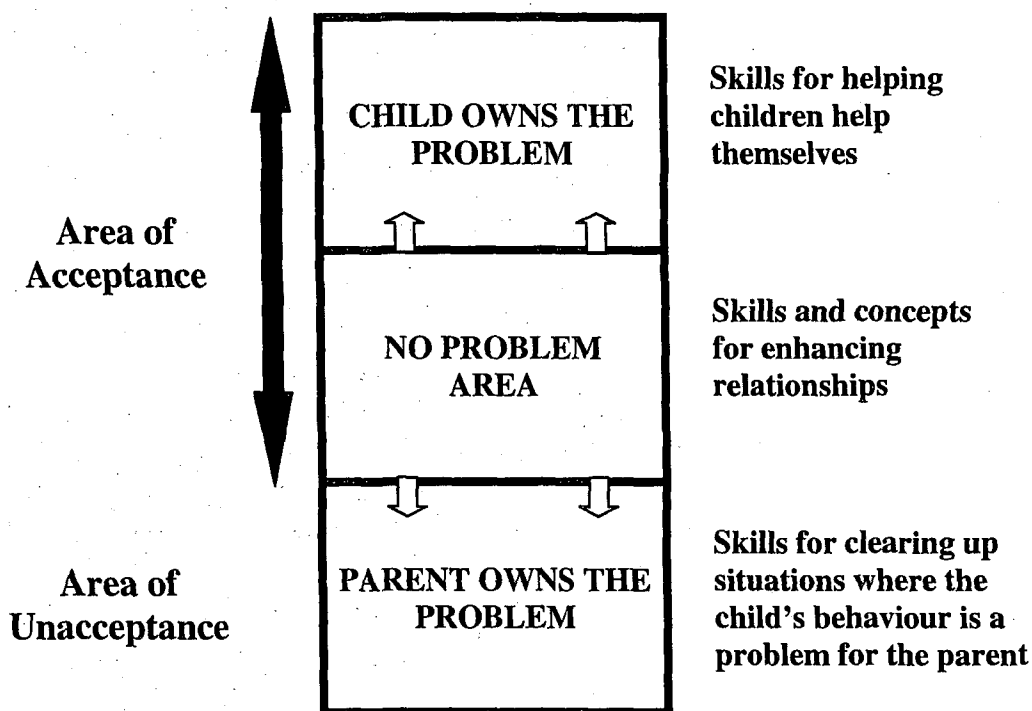 Area of
Acceptance
CHILD OWNS THE
PROBLEM
Skills for helping
children help
themselves
NO PROBLEM
AREA
Skills and concepts
for enhancing
relationships
Area of
Unacceptance
PARENT OWNS THE
PROBLEM
Skills for clearing up
situations where the
child's behaviour is a
problem for the parent